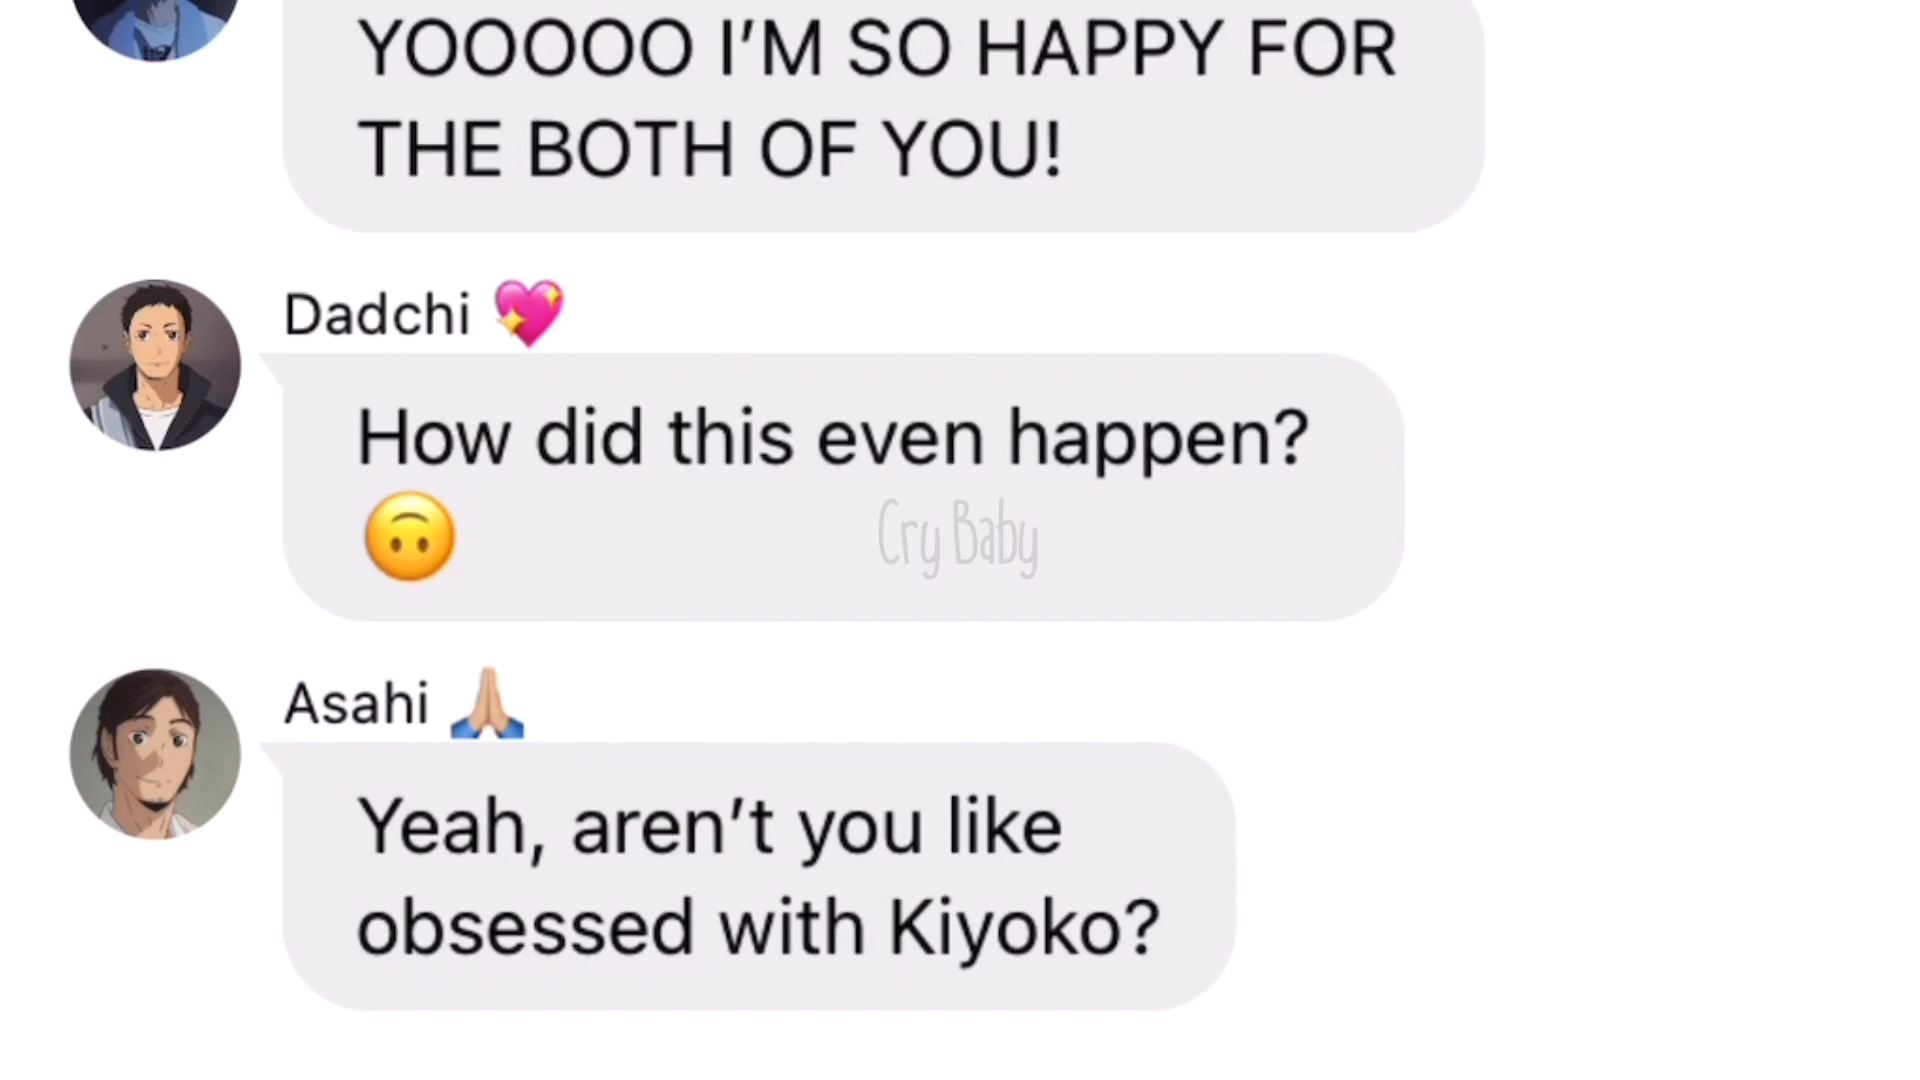 YOOOOO I’M SO HAPPY FOR
THE BOTH OF YOU!
Dadchi 💖
How did this even happen?
🙃
Cry Baby
Asahi 🙏🏼
Yeah, aren’t you like
obsessed with Kiyoko?